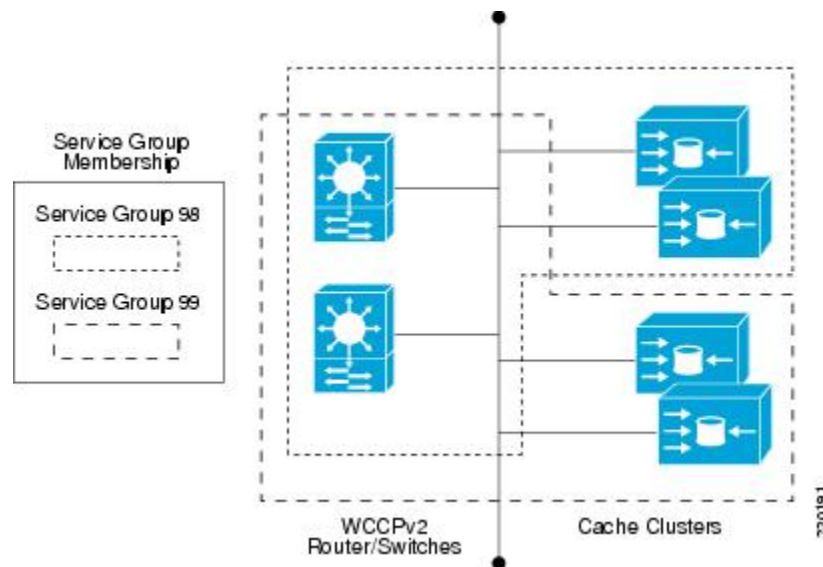 Service Group
Membership
Service Group 98
Service Group 99
WCCPv2
Router/Switches
Cache Clusters